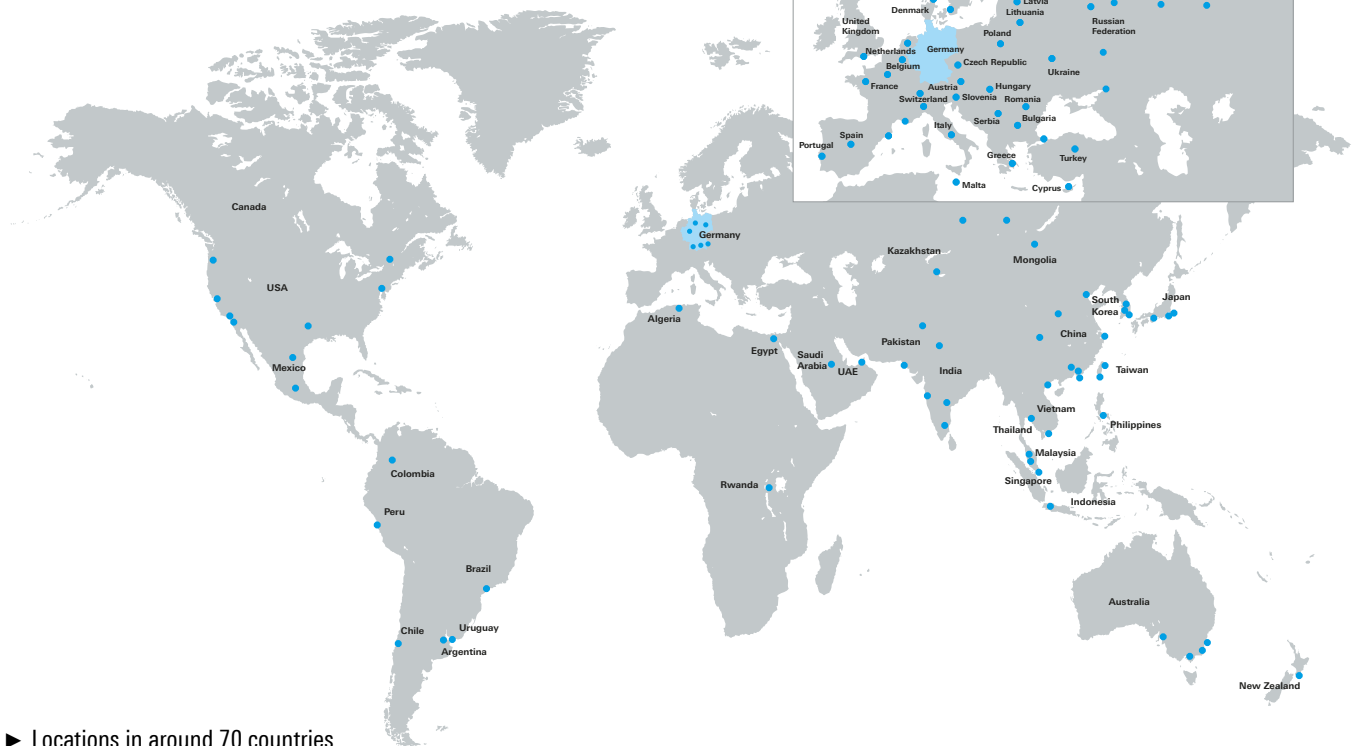 Denmark
Latvia
Lithuania
United
Kingdom
Russian
Federation
Poland
Netherlands
Germany
Belgium
Czech Republic
Ukraine
France
Austria
Hungary
Switzerland
Slovenia
Romania
Serbia
Bulgaria
Italy
Spain
Portugal
Greece
Turkey
Malta
Cyprus
Canada
Germany
Kazakhstan
Mongolia
USA
South
Korea
Japan
Algeria
China
Egypt
Pakistan
Saudi
Arabia
UAE
Mexico
India
Taiwan
Vietnam
Thailand
Philippines
Malaysia
Colombia
Singapore
Rwanda
Indonesia
Peru
Brazil
Australia
Chile
Uruguay
Argentina
New Zealand
► Locations in around 70 countries